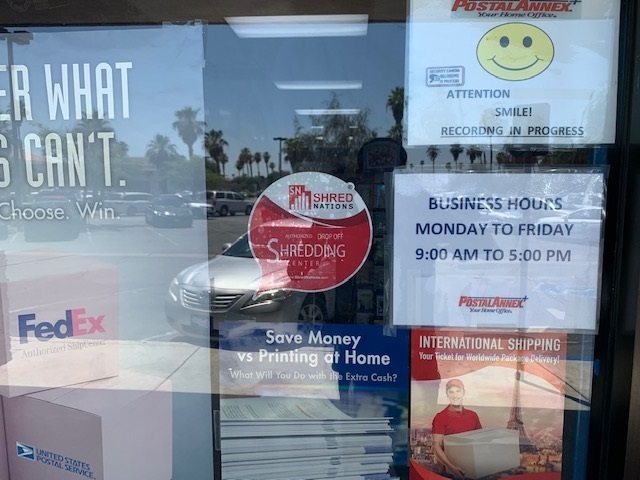 POSTALANNEX+
Your Home Office.
ATTENTION
SMILE!
RECORDNG IN PROGRESS
ER WHAT
S CAN'T.
Choose. Win.
SN SHRED
NATIONS
AUTHORIZED DROP OFF
SHREDDING
CENTER
BUSINESS HOURS
MONDAY TO FRIDAY
9:00 AM TO 5:00 PM
POSTALANNEX+
Your Home Office.
FedEx
Authorized ShipCenter
Save Money
vs Printing at Home
What Will You Do with the Extra Cash?
INTERNATIONAL SHIPPING
Your Ticket for Worldwide Package Delivery!
UNITED STATES
POSTAL SERVICE